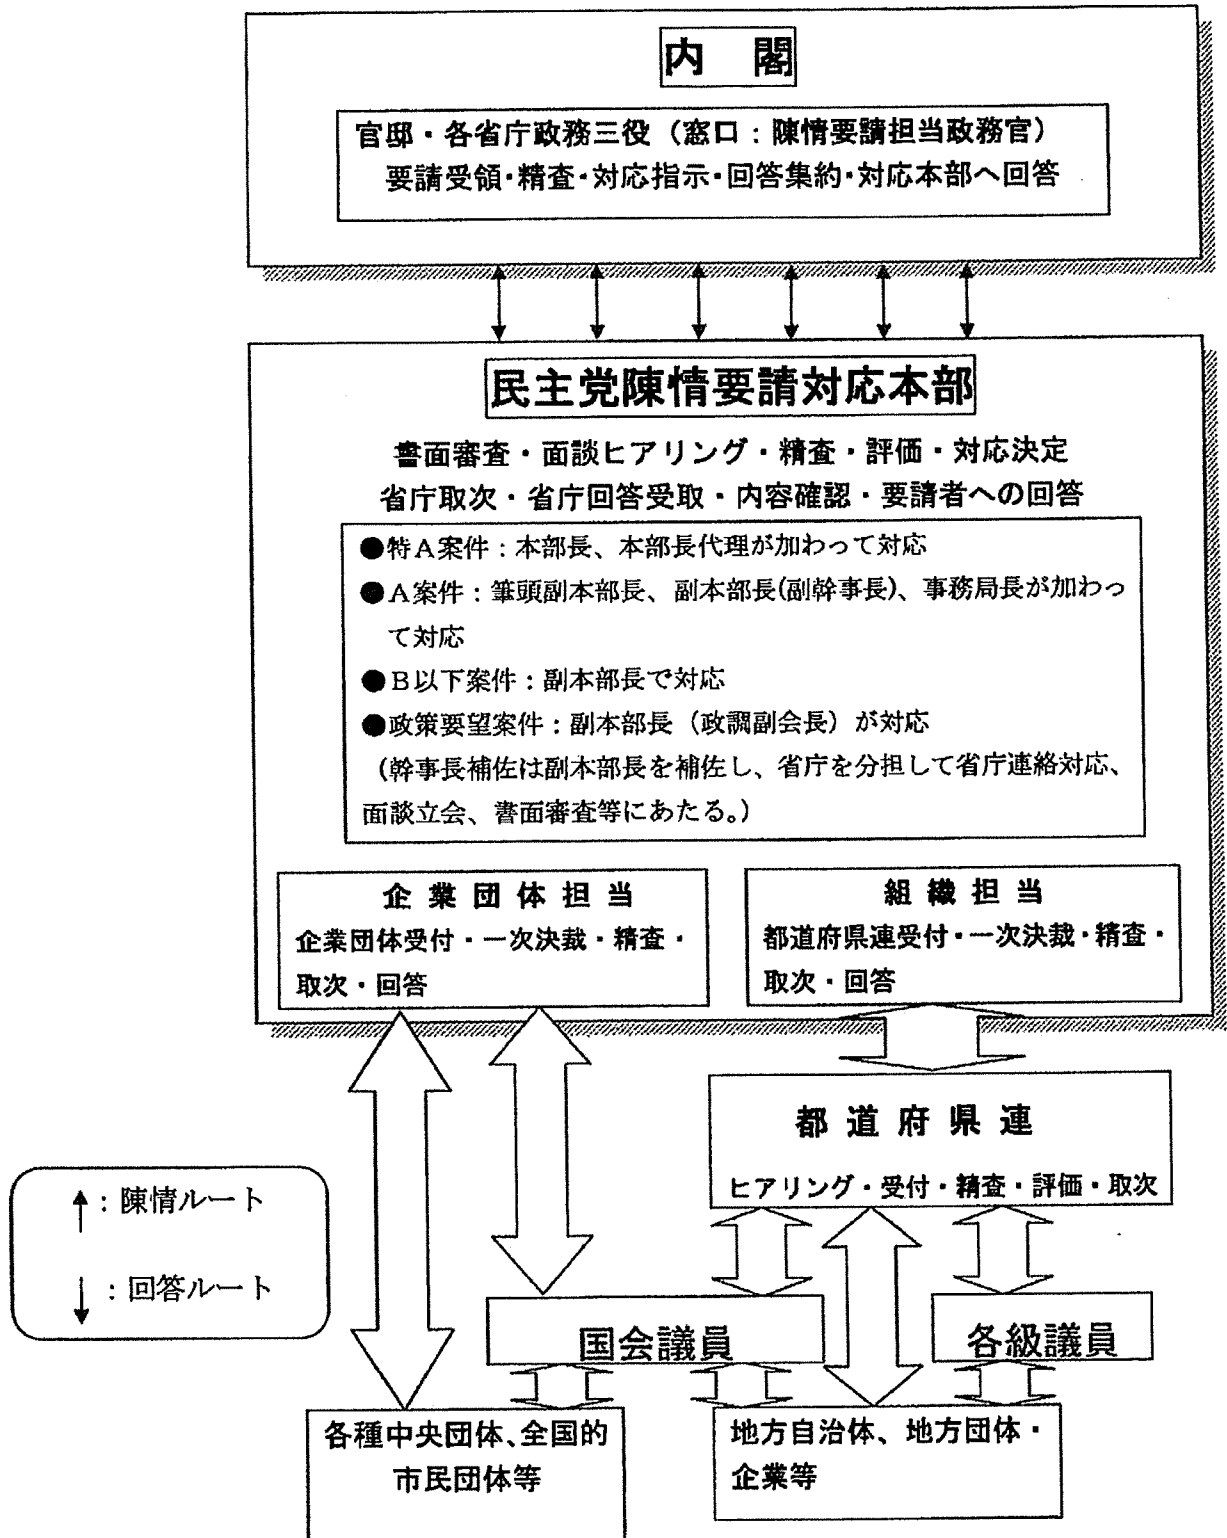 内　閣
官邸・各省庁政務三役（窓口：陳情要請担当政務官）
要請受領・精査・対応指示・回答集約・対応本部へ回答
民主党陳情要請対応本部
書面審査・面談ヒアリング・精査・評価・対応決定
省庁取次・省庁回答受取・内容確認・要請者への回答
●特A案件：本部長、本部長代理が加わって対応
●A案件：筆頭副本部長、副本部長(副幹事長)、事務局長が加わっ
て対応
●B以下案件：副本部長で対応
●政策要望案件：副本部長（政調副会長）が対応
（幹事長補佐は副本部長を補佐し、省庁を分担して省庁連絡対応、
面談立会、書面審査等にあたる。）
企業団体担当
企業団体受付・一次決裁・精査・
取次・回答
組織担当
都道府県連受付・一次決裁・精査・
取次・回答
都道府県連
ヒアリング・受付・精査・評価・取次
↑：陳情ルート
↓：回答ルート
国会議員
各級議員
各種中央団体、全国的
市民団体等
地方自治体、地方団体・
企業等